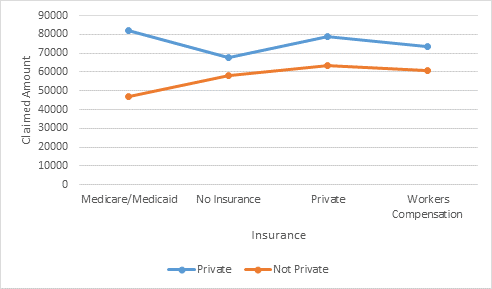 90000
80000
70000
60000
50000
40000
30000
20000
10000
0
Claimed Amount
Medicare/Medicaid No Insurance Private Workers Compensation
Insurance
Private Not Private